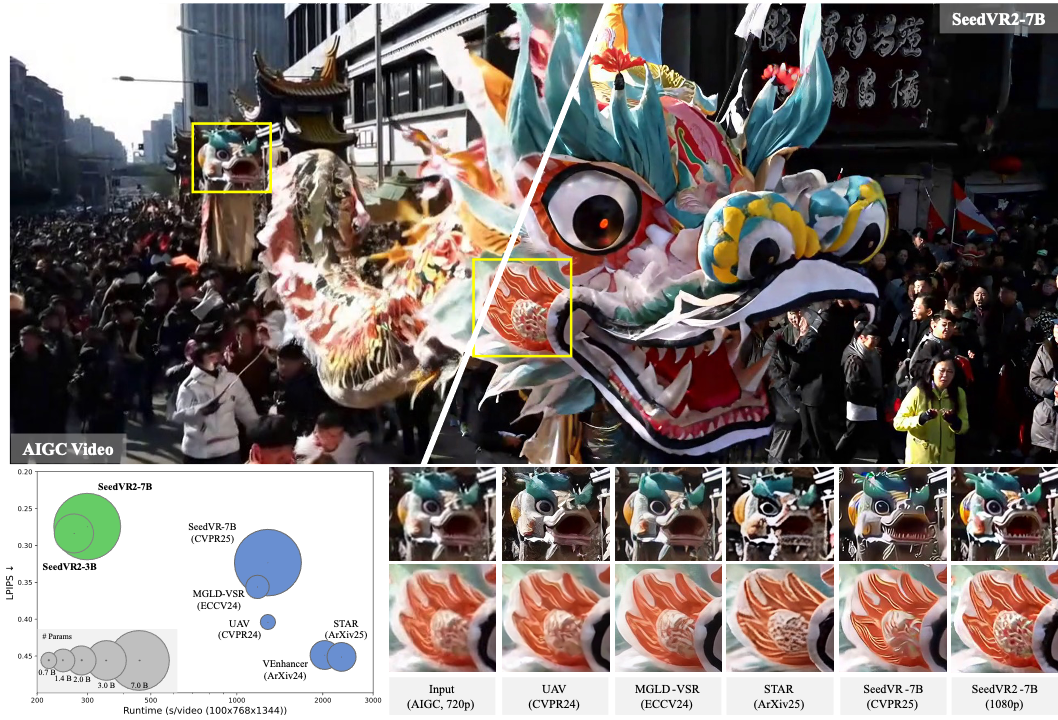 SeedVR2-7B
AIGC Video
0.20
0.25
0.30
0.35
0.40
0.45
LPIPS ↓
SeedVR2-7B
SeedVR2-3B
SeedVR-7B
(CVPR25)
MGLD-VSR
(ECCV24)
UAV
(CVPR24)
STAR
(ArXiv25)
VEnhancer
(ArXiv24)
# Params
0.7 B
1.4 B
2.0 B
3.0 B
7.0 B
200
300
500
1000
2000
3000
Runtime (s/video (100x768x1344))
Input
(AIGC, 720p)
UAV
(CVPR24)
MGLD-VSR
(ECCV24)
STAR
(ArXiv25)
SeedVR-7B
(CVPR25)
SeedVR2-7B
(1080p)